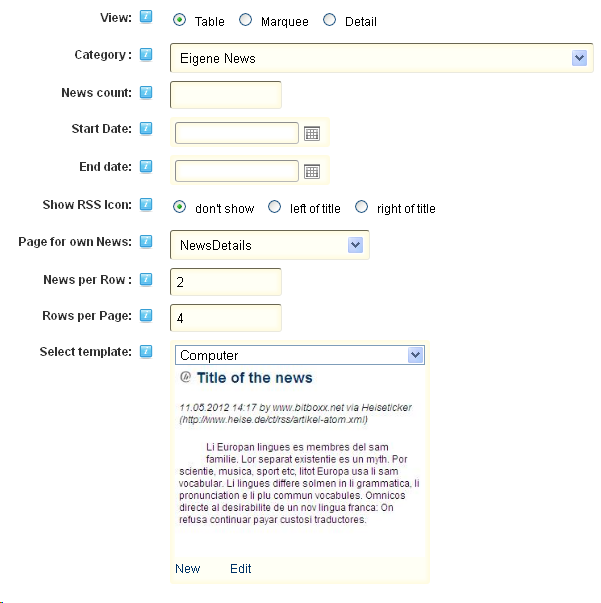 View: Table Marquee Detail
Category : Eigene News
News count:
Start Date:
End date:
Show RSS Icon: don't show left of title right of title
Page for own News: NewsDetails
News per Row : 2
Rows per Page: 4
Select template: Computer
Title of the news
11.05.2012 14:17 by www.bitboxx.net via Heiseticker
(http://www.heise.de/ct/rss/artikel-atom.xml)
Li Europan lingues es membres del sam
familie. Lor separat existentie es un myth. Por
scientie, musica, sport etc, litot Europa usa li sam
vocabular. Li lingues differe solmen in li grammatica, li
pronunciation e li plu commun vocabules. Omnicos
directe al desirabilite de un nov lingua franca: On
refusa continuar payar custosi traductores.
New Edit